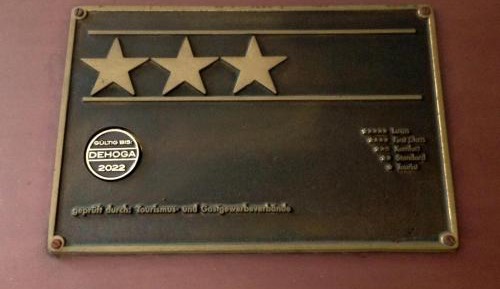 GÜLTIG BIS:
DEHOGA
2022
***** Luxus
**** First Class
*** Komfort
** Standard
* Tourist
geprüft durch: Tourismus- und Gastgewerbeverbände